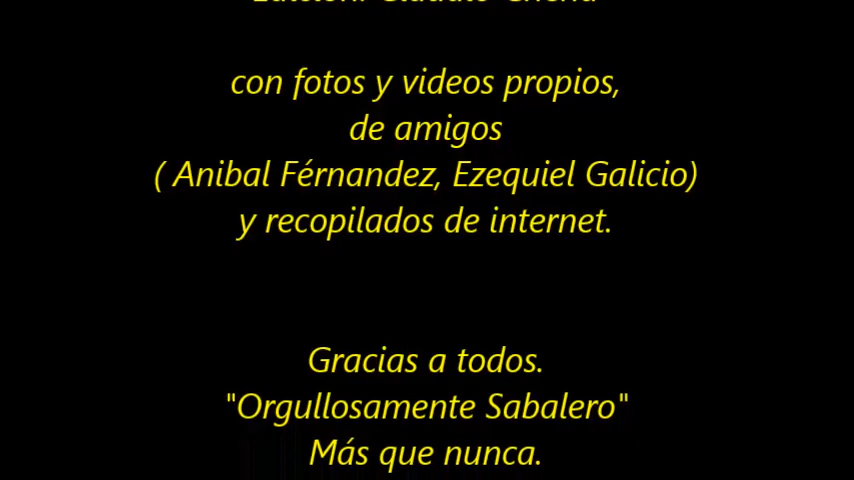 con fotos y videos propios,
de amigos
( Anibal Férnandez, Ezequiel Galicio)
y recopilados de internet.
Gracias a todos.
"Orgullosamente Sabalero"
Más que nunca.